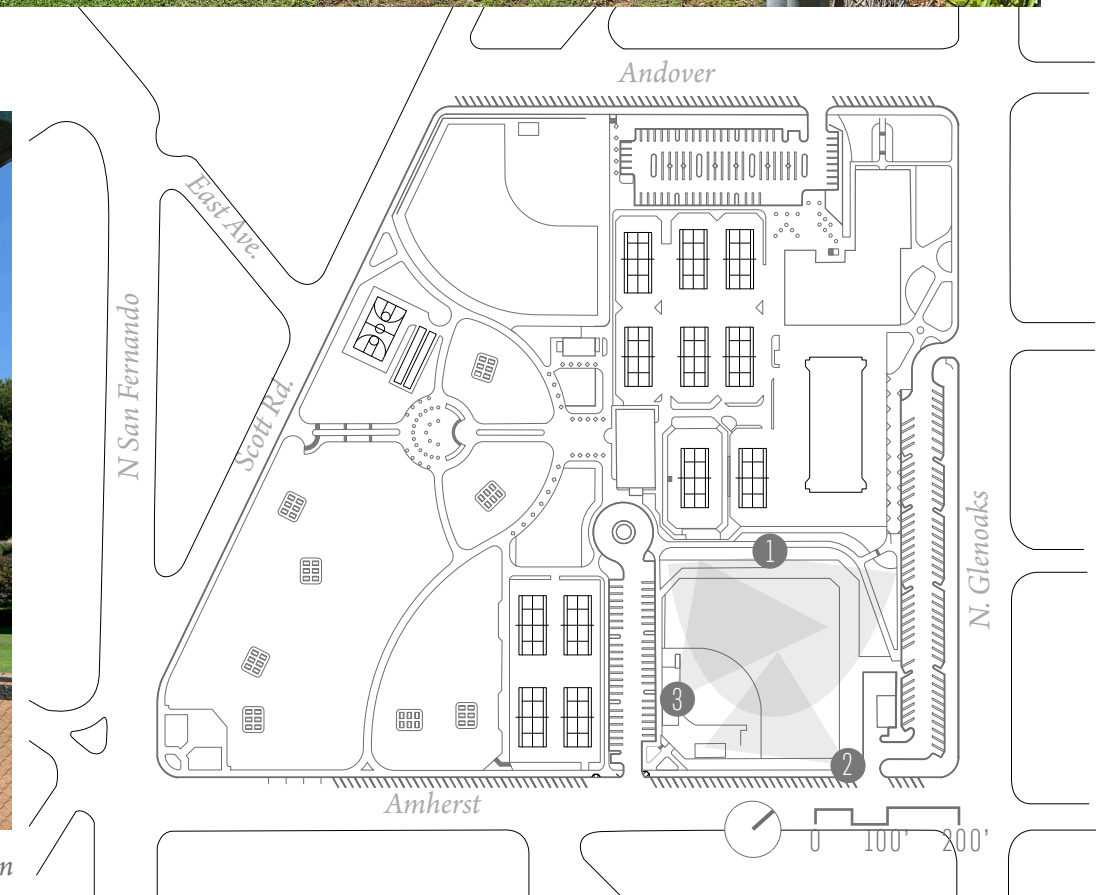 Andover
East Ave.
N San Fernando
Scott Rd.
N. Glenoaks
1
3
2
Amherst
0 100' 200'
n